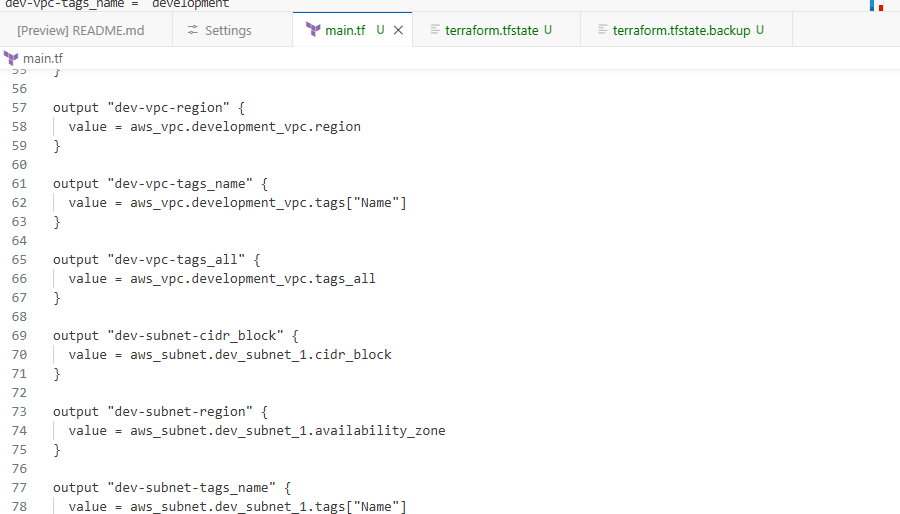 dev-vpc-tags_name = development
[Preview] README.md Settings main.tf U terraform.tfstate U terraform.tfstate.backup U
main.tf
55 }
56
57 output "dev-vpc-region" {
58 value = aws_vpc.development_vpc.region
59 }
60
61 output "dev-vpc-tags_name" {
62 value = aws_vpc.development_vpc.tags["Name"]
63 }
64
65 output "dev-vpc-tags_all" {
66 value = aws_vpc.development_vpc.tags_all
67 }
68
69 output "dev-subnet-cidr_block" {
70 value = aws_subnet.dev_subnet_1.cidr_block
71 }
72
73 output "dev-subnet-region" {
74 value = aws_subnet.dev_subnet_1.availability_zone
75 }
76
77 output "dev-subnet-tags_name" {
78 value = aws_subnet.dev_subnet_1.tags["Name"]